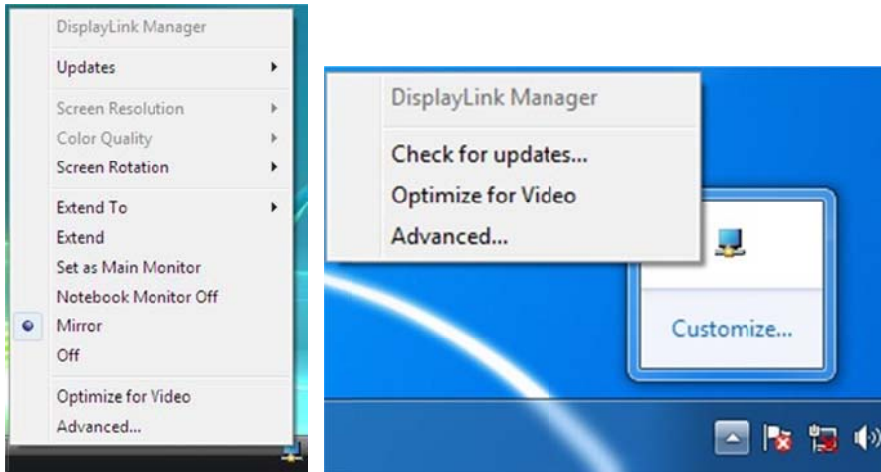 DisplayLink Manager
Updates
Screen Resolution
Color Quality
Screen Rotation
Extend To
Extend
Set as Main Monitor
Notebook Monitor Off
Mirror
Off
Optimize for Video
Advanced...
DisplayLink Manager
Check for updates...
Optimize for Video
Advanced...
Customize...